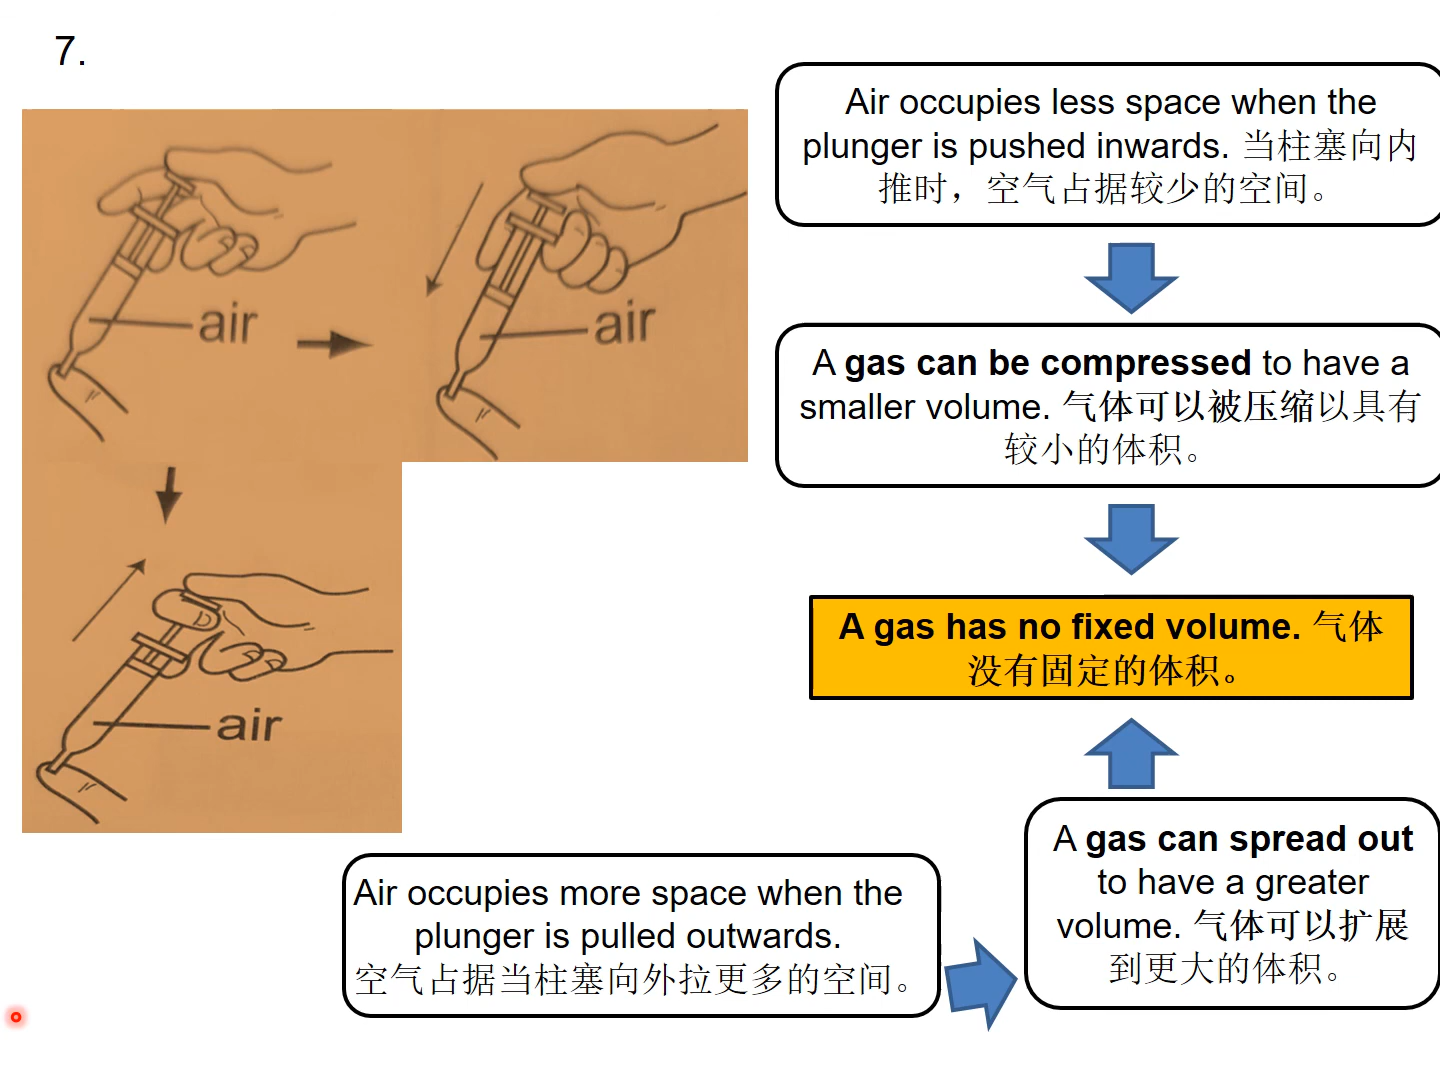 7.
air
air
air
Air occupies less space when the
plunger is pushed inwards. 当柱塞向内
推时，空气占据较少的空间。
A gas can be compressed to have a
smaller volume. 气体可以被压缩以具有
较小的体积。
A gas has no fixed volume. 气体
没有固定的体积。
A gas can spread out
to have a greater
volume. 气体可以扩展
到更大的体积。
Air occupies more space when the
plunger is pulled outwards.
空气占据当柱塞向外拉更多的空间。